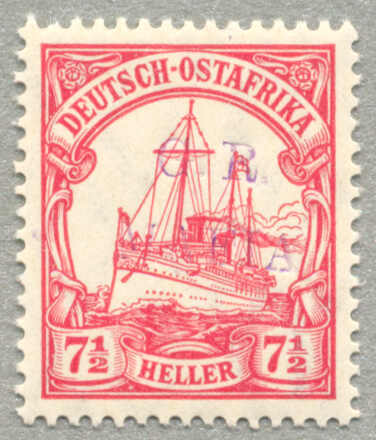 DEUTSCH-OSTAFRIKA
G. R.
7½ 7½
HELLER